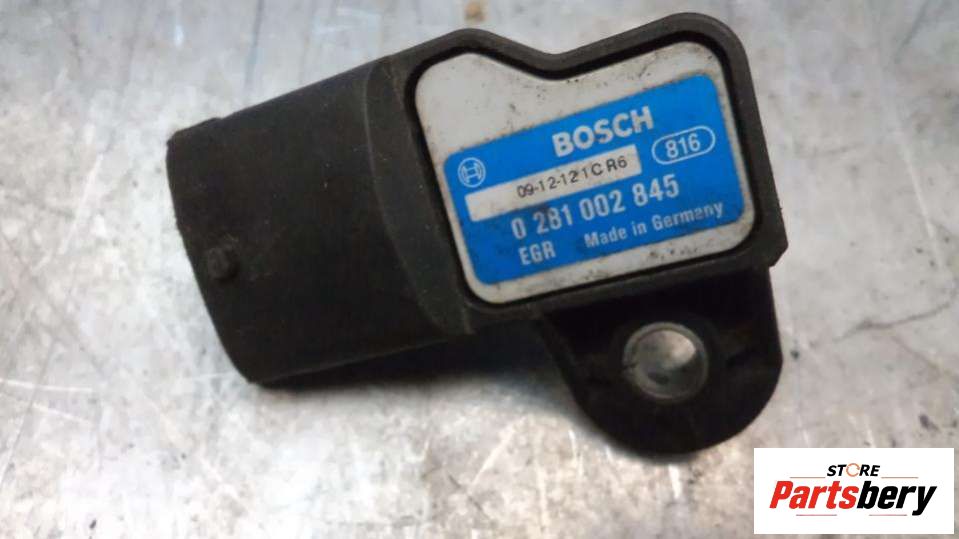 BOSCH
816
09-12-121CR6
0 281 002 845
EGR Made in Germany
STORE
Partsbery